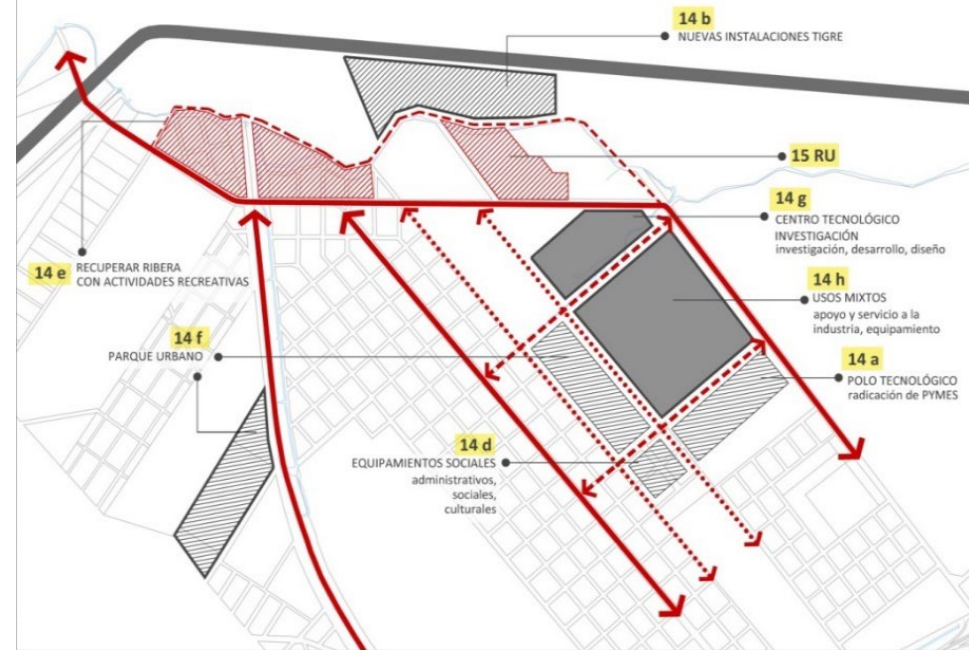 14 b
NUEVAS INSTALACIONES TIGRE
15 RU
14 g
CENTRO TECNOLÓGICO
INVESTIGACIÓN
investigación, desarrollo, diseño
14 e
RECUPERAR RIBERA
CON ACTIVIDADES RECREATIVAS
14 h
USOS MIXTOS
apoyo y servicio a la
industria, equipamiento
14 f
PARQUE URBANO
14 a
POLO TECNOLÓGICO
radicación de PYMES
14 d
EQUIPAMIENTOS SOCIALES
administrativos,
sociales,
culturales